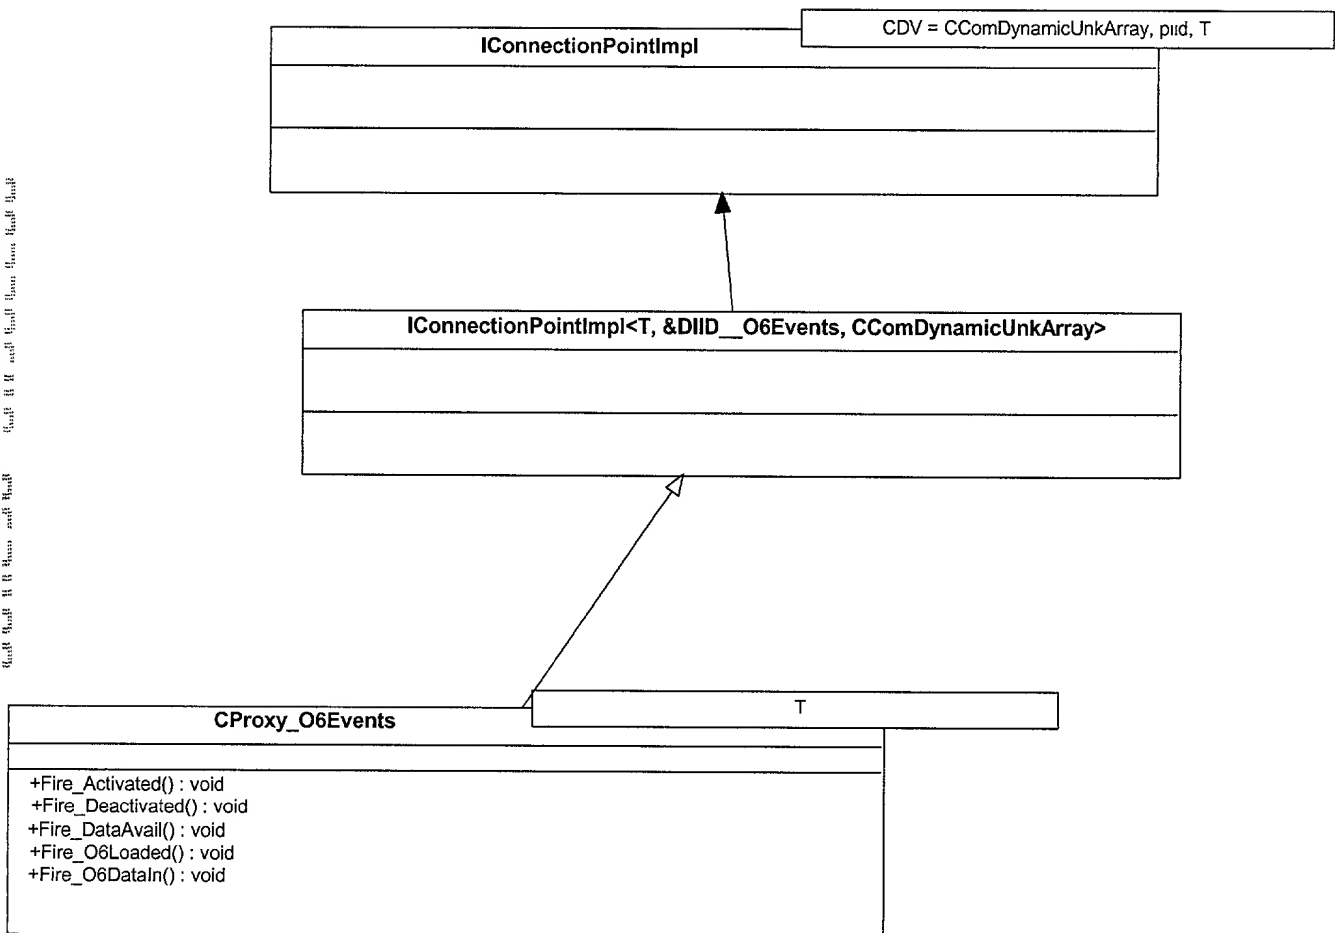 CDV = CComDynamicUnkArray, piid, T
IConnectionPointImpl
IConnectionPointImpl<T, &DIID__O6Events, CComDynamicUnkArray>
T
CProxy_O6Events
+Fire_Activated() : void
+Fire_Deactivated() : void
+Fire_DataAvail() : void
+Fire_O6Loaded() : void
+Fire_O6DataIn() : void